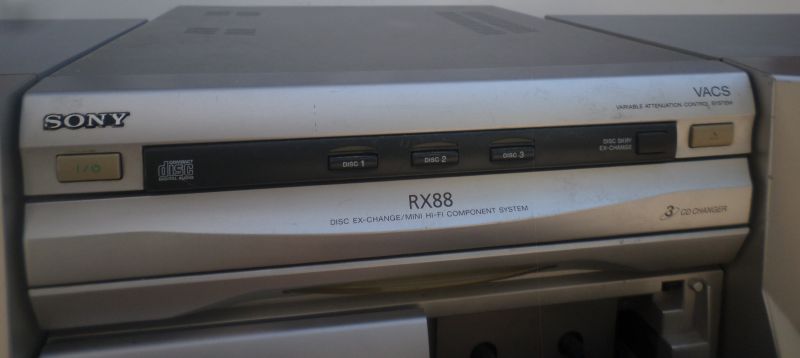 SONY
VACS
VARIABLE ATTENUATION CONTROL SYSTEM
I/
COMPACT
disc
DIGITAL AUDIO
DISC 1
DISC 2
DISC 3
DISC SKIP/
EX-CHANGE
RX88
DISC EX-CHANGE/MINI HI-FI COMPONENT SYSTEM
3 CD CHANGER